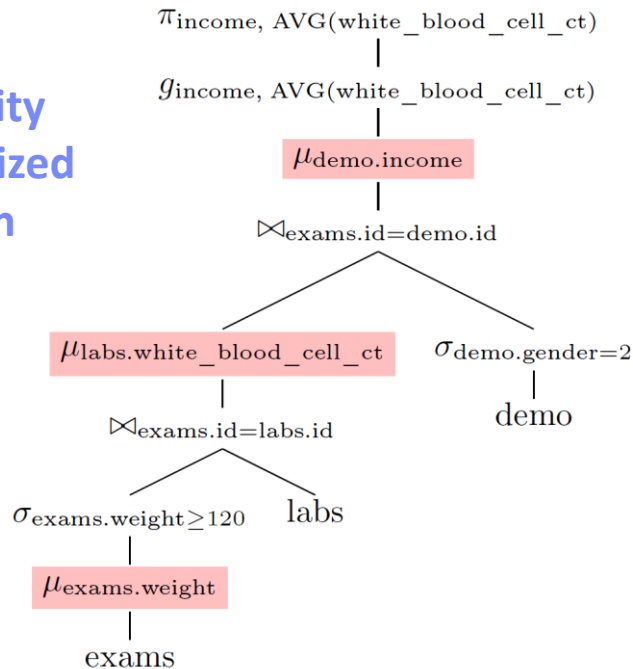 π income, AVG(white_blood_cell_ct)
g income, AVG(white_blood_cell_ct)
μ demo.income
⋈ exams.id=demo.id
μ labs.white_blood_cell_ct
σ demo.gender=2
demo
⋈ exams.id=labs.id
σ exams.weight≥120
labs
μ exams.weight
exams